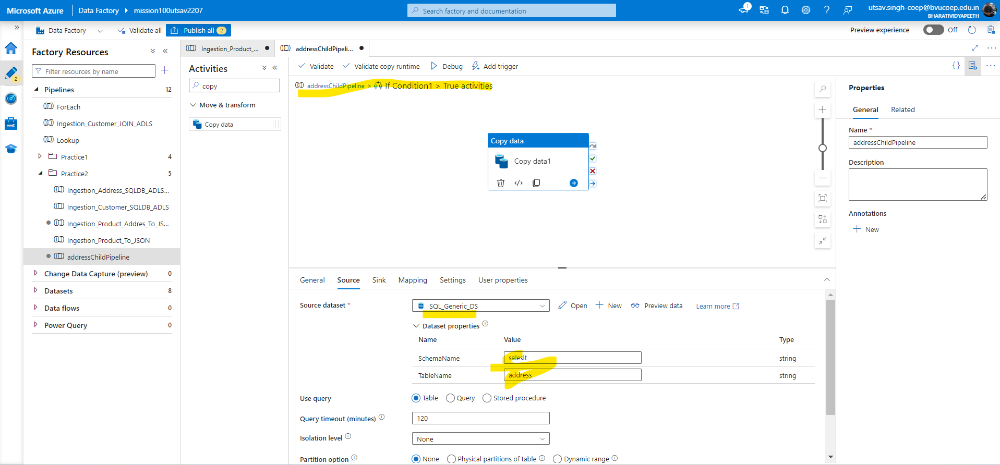 Microsoft Azure
Data Factory
mission100utsav2207
Search factory and documentation
1
utsav.singh-coep@bvucoep.edu.in
BHARATIVIDYAPEETH
Data Factory
Validate all
Publish all
2
Preview experience
Off
Factory Resources
Filter resources by name
2
Pipelines
12
ForEach
Ingestion_Customer_JOIN_ADLS
Lookup
Practice1
4
Practice2
5
Ingestion_Address_SQLDB_ADLS...
Ingestion_Customer_SQLDB_ADLS
Ingestion_Product_Addres_To_JS...
Ingestion_Product_To_JSON
addressChildPipeline
Change Data Capture (preview)
0
Datasets
8
Data flows
0
Power Query
0
Ingestion_Product_...
addressChildPipeli...
Activities
copy
Move & transform
Copy data
Validate
Validate copy runtime
Debug
Add trigger
addressChildPipeline > If Condition1 > True activities
Copy data
Copy data1
General
Source
Sink
Mapping
Settings
User properties
Source dataset *
SQL_Generic_DS
Open
New
Preview data
Learn more
Dataset properties
Name
Value
Type
SchemaName
saleslt
string
TableName
address
string
Use query
Table
Query
Stored procedure
Query timeout (minutes)
120
Isolation level
None
Partition option
None
Physical partitions of table
Dynamic range
Properties
General
Related
Name *
addressChildPipeline
Description
Annotations
New